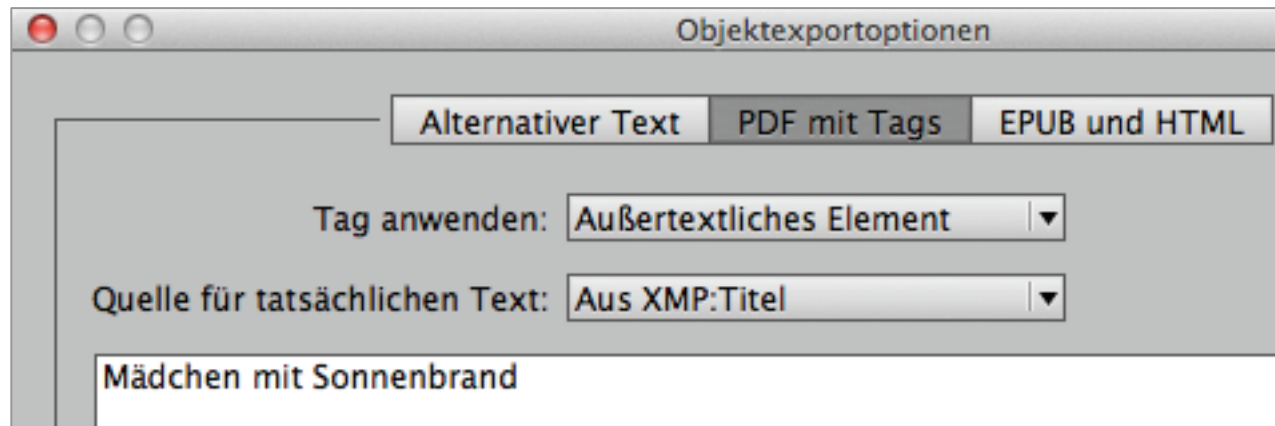 Objektexportoptionen
Alternativer Text PDF mit Tags EPUB und HTML
Tag anwenden: Außertextliches Element
Quelle für tatsächlichen Text: Aus XMP:Titel
Mädchen mit Sonnenbrand